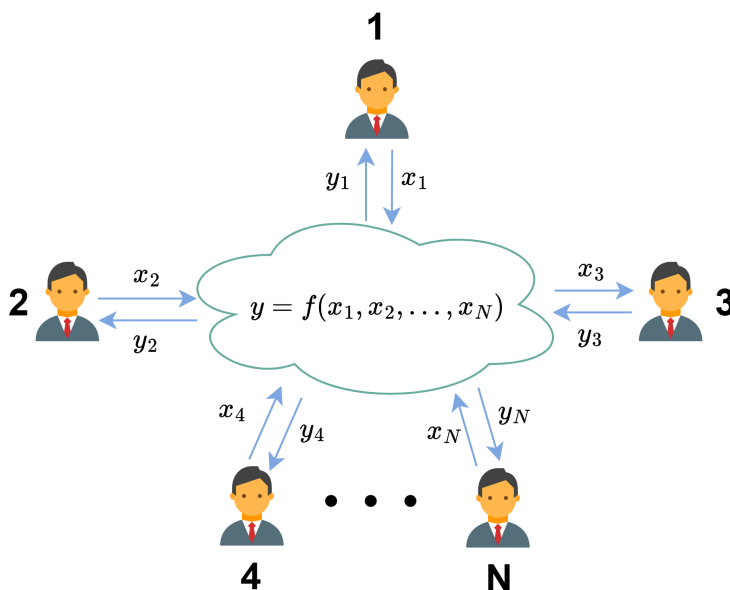 1
y₁ x₁
x₂ x₃
2 y = f(x₁, x₂, . . . , x_N) 3
y₂ y₃
x₄ y₄ x_N y_N
• • •
4 N